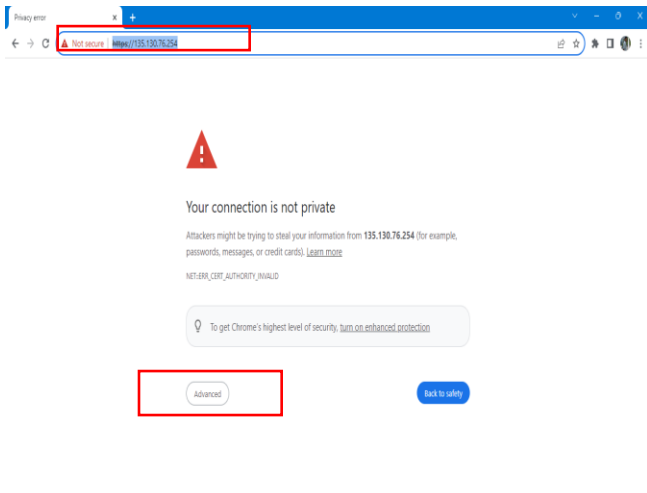 Privacy error
Not secure https://135.130.76.254
Your connection is not private
Attackers might be trying to steal your information from 135.130.76.254 (for example,
passwords, messages, or credit cards). Learn more
NET::ERR_CERT_AUTHORITY_INVALID
To get Chrome's highest level of security, turn on enhanced protection
Advanced
Back to safety